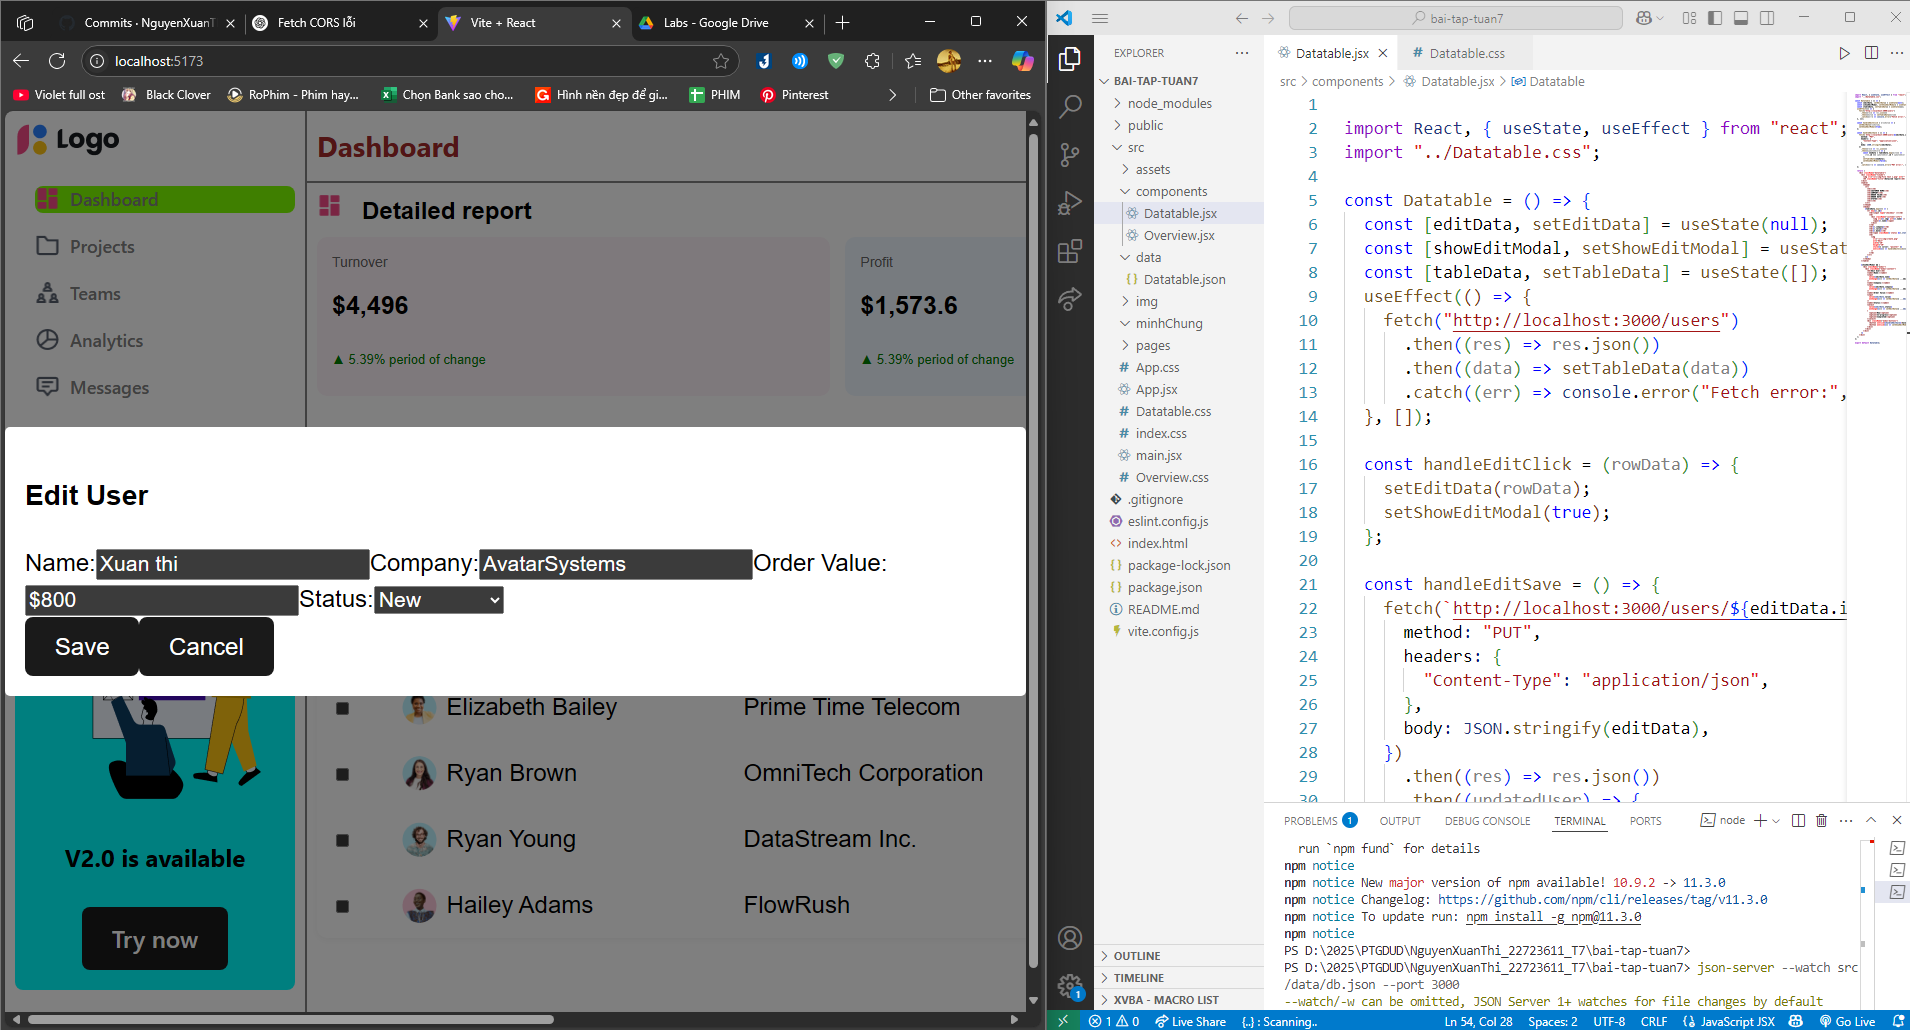 Commits · NguyenXuanT
Fetch CORS lỗi
Vite + React
Labs - Google Drive
localhost:5173
Violet full ost
Black Clover
RoPhim - Phim hay...
Chọn Bank sao cho...
Hình nền đẹp để gi...
PHIM
Pinterest
Other favorites
Logo
Dashboard
Projects
Teams
Analytics
Messages
Dashboard
Detailed report
Turnover
$4,496
▲ 5.39% period of change
Profit
$1,573.6
▲ 5.39% period of change
Edit User
Name: Xuan thi Company: AvatarSystems Order Value:
$800 Status: New
Save Cancel
Elizabeth Bailey Prime Time Telecom
Ryan Brown OmniTech Corporation
Ryan Young DataStream Inc.
Hailey Adams FlowRush
V2.0 is available
Try now
bai-tap-tuan7
EXPLORER
BAI-TAP-TUAN7
node_modules
public
src
assets
components
Datatable.jsx
Overview.jsx
data
Datatable.json
img
minhChung
pages
App.css
App.jsx
Datatable.css
index.css
main.jsx
Overview.css
.gitignore
eslint.config.js
index.html
package-lock.json
package.json
README.md
vite.config.js
OUTLINE
TIMELINE
XVBA - MACRO LIST
Datatable.jsx
Datatable.css
src > components > Datatable.jsx > Datatable
1
2 import React, { useState, useEffect } from "react";
3 import "../Datatable.css";
4
5 const Datatable = () => {
6 const [editData, setEditData] = useState(null);
7 const [showEditModal, setShowEditModal] = useStat
8 const [tableData, setTableData] = useState([]);
9 useEffect(() => {
10 fetch("http://localhost:3000/users")
11 .then((res) => res.json())
12 .then((data) => setTableData(data))
13 .catch((err) => console.error("Fetch error:",
14 }, []);
15
16 const handleEditClick = (rowData) => {
17 setEditData(rowData);
18 setShowEditModal(true);
19 };
20
21 const handleEditSave = () => {
22 fetch(`http://localhost:3000/users/${editData.i
23 method: "PUT",
24 headers: {
25 "Content-Type": "application/json",
26 },
27 body: JSON.stringify(editData),
28 })
29 .then((res) => res.json())
30 .then((updatedUser) => {
PROBLEMS 1 OUTPUT DEBUG CONSOLE TERMINAL PORTS node
run `npm fund` for details
npm notice
npm notice New major version of npm available! 10.9.2 -> 11.3.0
npm notice Changelog: https://github.com/npm/cli/releases/tag/v11.3.0
npm notice To update run: npm install -g npm@11.3.0
npm notice
PS D:\2025\PTGDUD\NguyenXuanThi_22723611_T7\bai-tap-tuan7>
PS D:\2025\PTGDUD\NguyenXuanThi_22723611_T7\bai-tap-tuan7> json-server --watch src
/data/db.json --port 3000
--watch/-w can be omitted, JSON Server 1+ watches for file changes by default
1
1 0 Live Share {..} : Scanning.. Ln 54, Col 28 Spaces: 2 UTF-8 CRLF JavaScript JSX Go Live